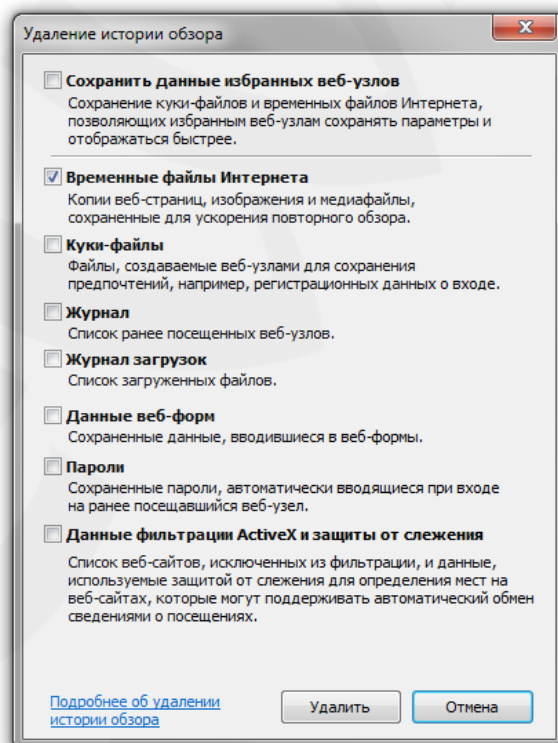 Удаление истории обзора
Сохранить данные избранных веб-узлов
Сохранение куки-файлов и временных файлов Интернета,
позволяющих избранным веб-узлам сохранять параметры и
отображаться быстрее.
Временные файлы Интернета
Копии веб-страниц, изображения и медиафайлы,
сохраненные для ускорения повторного обзора.
Куки-файлы
Файлы, создаваемые веб-узлами для сохранения
предпочтений, например, регистрационных данных о входе.
Журнал
Список ранее посещенных веб-узлов.
Журнал загрузок
Список загруженных файлов.
Данные веб-форм
Сохраненные данные, вводившиеся в веб-формы.
Пароли
Сохраненные пароли, автоматически вводящиеся при входе
на ранее посещавшийся веб-узел.
Данные фильтрации ActiveX и защиты от слежения
Список веб-сайтов, исключенных из фильтрации, и данные,
используемые защитой от слежения для определения мест на
веб-сайтах, которые могут поддерживать автоматический обмен
сведениями о посещениях.
Подробнее об удалении
истории обзора
Удалить
Отмена